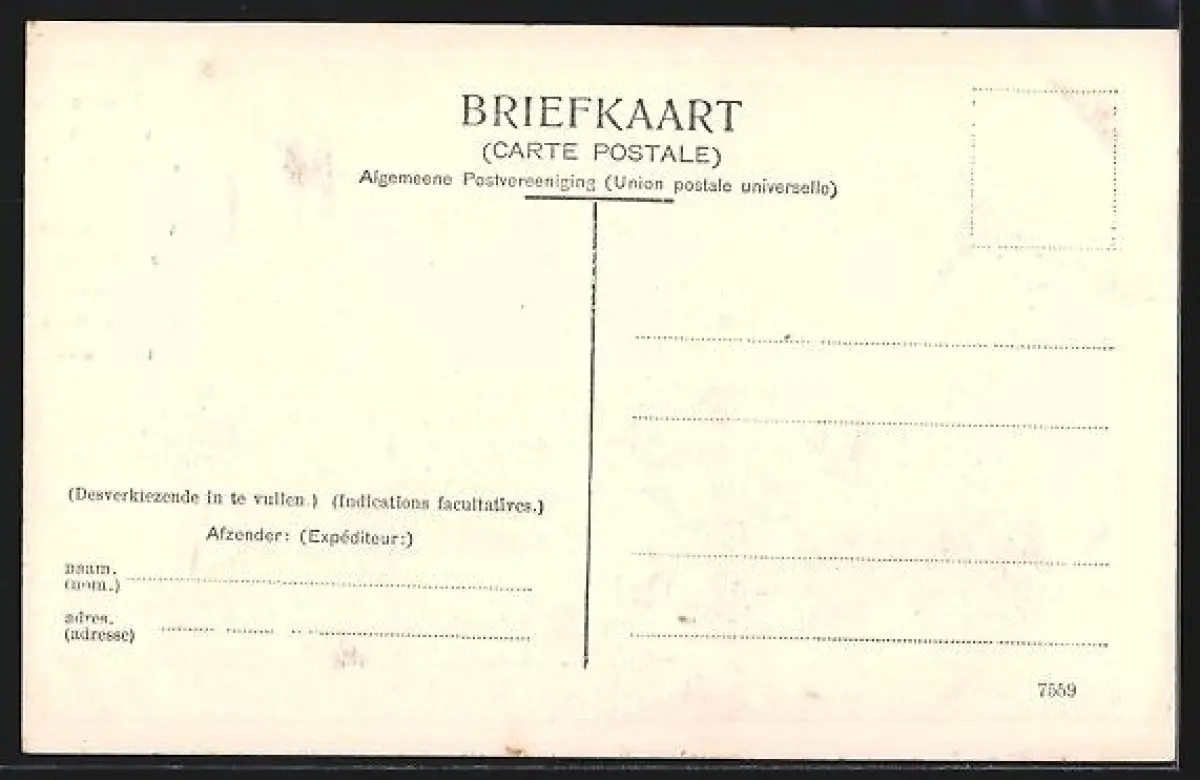 BRIEFKAART
(CARTE POSTALE)
Algemeene Postvereeniging (Union postale universelle)
(Desverkiezende in te vullen.) (Indications facultatives.)
Afzender: (Expéditeur:)
naam.
(nom.)
adres.
(adresse)
7559